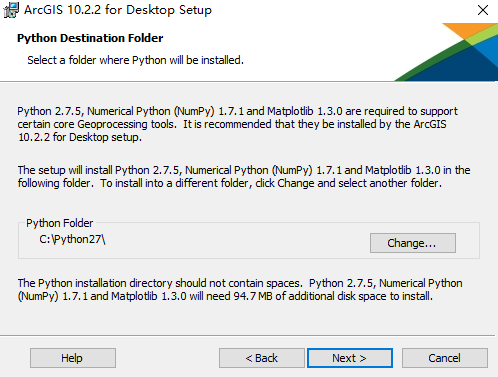 ArcGIS 10.2.2 for Desktop Setup
Python Destination Folder
Select a folder where Python will be installed.
Python 2.7.5, Numerical Python (NumPy) 1.7.1 and Matplotlib 1.3.0 are required to support
certain core Geoprocessing tools. It is recommended that they be installed by the ArcGIS
10.2.2 for Desktop setup.
The setup will install Python 2.7.5, Numerical Python (NumPy) 1.7.1 and Matplotlib 1.3.0 in the
following folder. To install into a different folder, click Change and select another folder.
Python Folder
C:\Python27\
Change...
The Python installation directory should not contain spaces. Python 2.7.5, Numerical Python
(NumPy) 1.7.1 and Matplotlib 1.3.0 will need 94.7 MB of additional disk space to install.
Help
< Back
Next >
Cancel